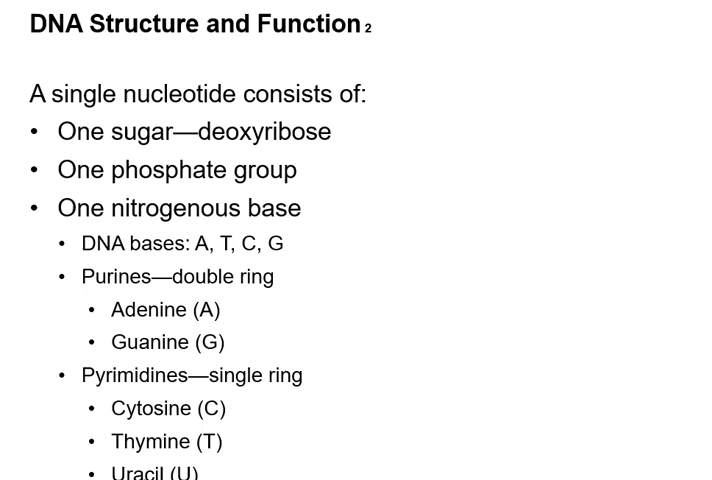 DNA Structure and Function 2
A single nucleotide consists of:
• One sugar—deoxyribose
• One phosphate group
• One nitrogenous base
• DNA bases: A, T, C, G
• Purines—double ring
• Adenine (A)
• Guanine (G)
• Pyrimidines—single ring
• Cytosine (C)
• Thymine (T)
• Uracil (U)